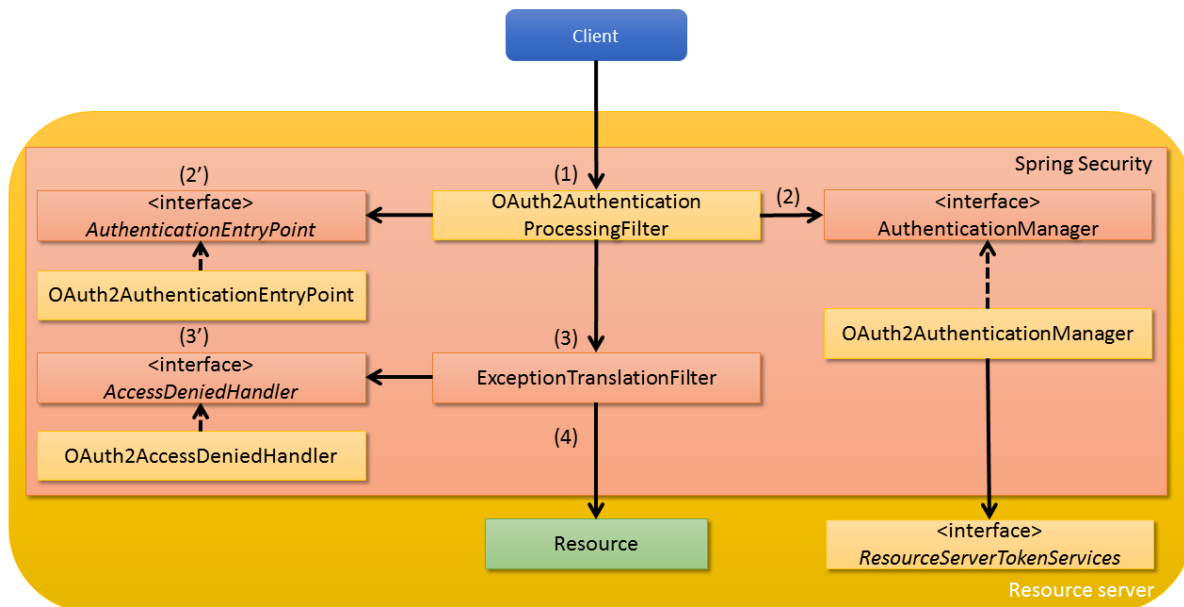 Client
Spring Security
(1)
OAuth2Authentication
ProcessingFilter
(2)
<interface>
AuthenticationManager
OAuth2AuthenticationManager
(2’)
<interface>
AuthenticationEntryPoint
OAuth2AuthenticationEntryPoint
(3’)
<interface>
AccessDeniedHandler
OAuth2AccessDeniedHandler
(3)
ExceptionTranslationFilter
(4)
Resource
<interface>
ResourceServerTokenServices
Resource server